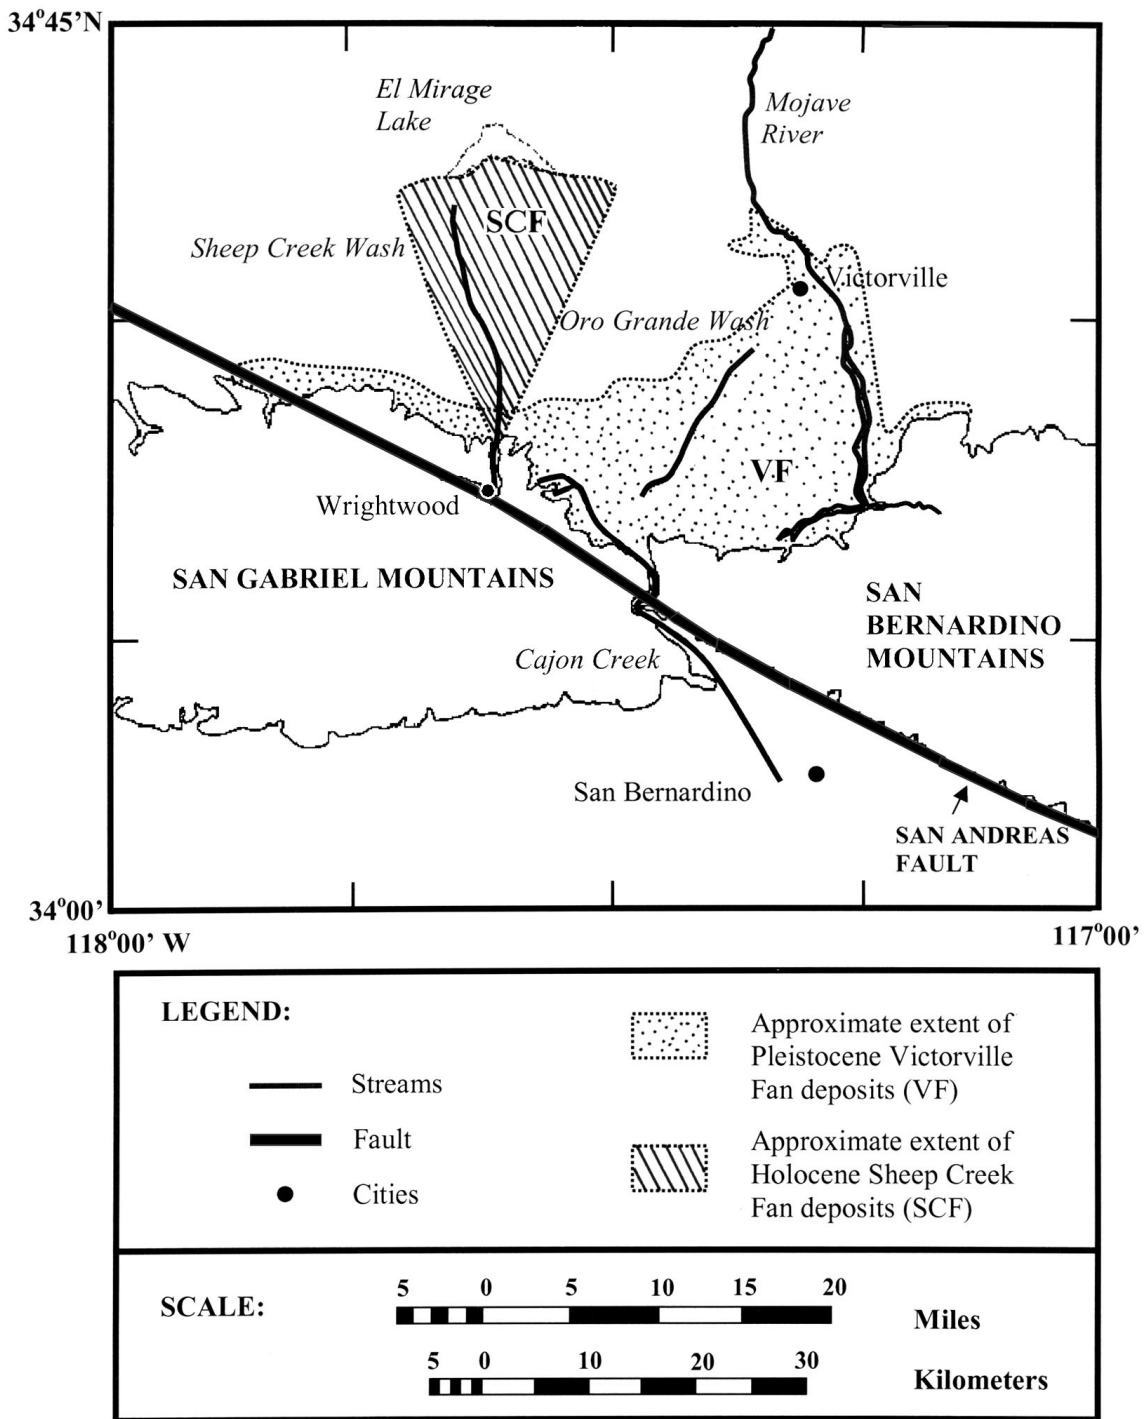 34°45'N
El Mirage
Lake
Mojave
River
SCF
Sheep Creek Wash
Victorville
Oro Grande Wash
VF
Wrightwood
SAN GABRIEL MOUNTAINS
SAN
BERNARDINO
MOUNTAINS
Cajon Creek
San Bernardino
SAN ANDREAS
FAULT
34°00'
118°00' W
117°00'
LEGEND:
Streams
Fault
Cities
Approximate extent of
Pleistocene Victorville
Fan deposits (VF)
Approximate extent of
Holocene Sheep Creek
Fan deposits (SCF)
SCALE:
5 0 5 10 15 20
Miles
5 0 10 20 30
Kilometers